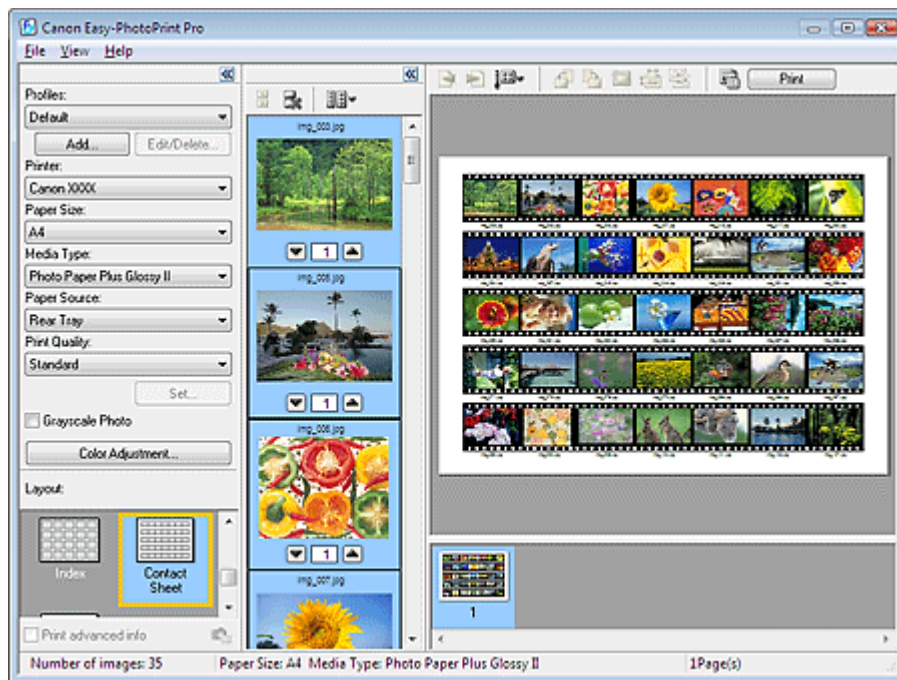 Canon Easy-PhotoPrint Pro
File View Help
Profiles:
Default
Add... Edit/Delete...
Printer:
Canon XXXX
Paper Size:
A4
Media Type:
Photo Paper Plus Glossy II
Paper Source:
Rear Tray
Print Quality:
Standard
Set...
Grayscale Photo
Color Adjustment...
Layout:
Index
Contact Sheet
Print advanced info
img_003.jpg
1
img_005.jpg
1
img_006.jpg
1
img_007.jpg
Print
1
Number of images: 35
Paper Size: A4 Media Type: Photo Paper Plus Glossy II
1Page(s)